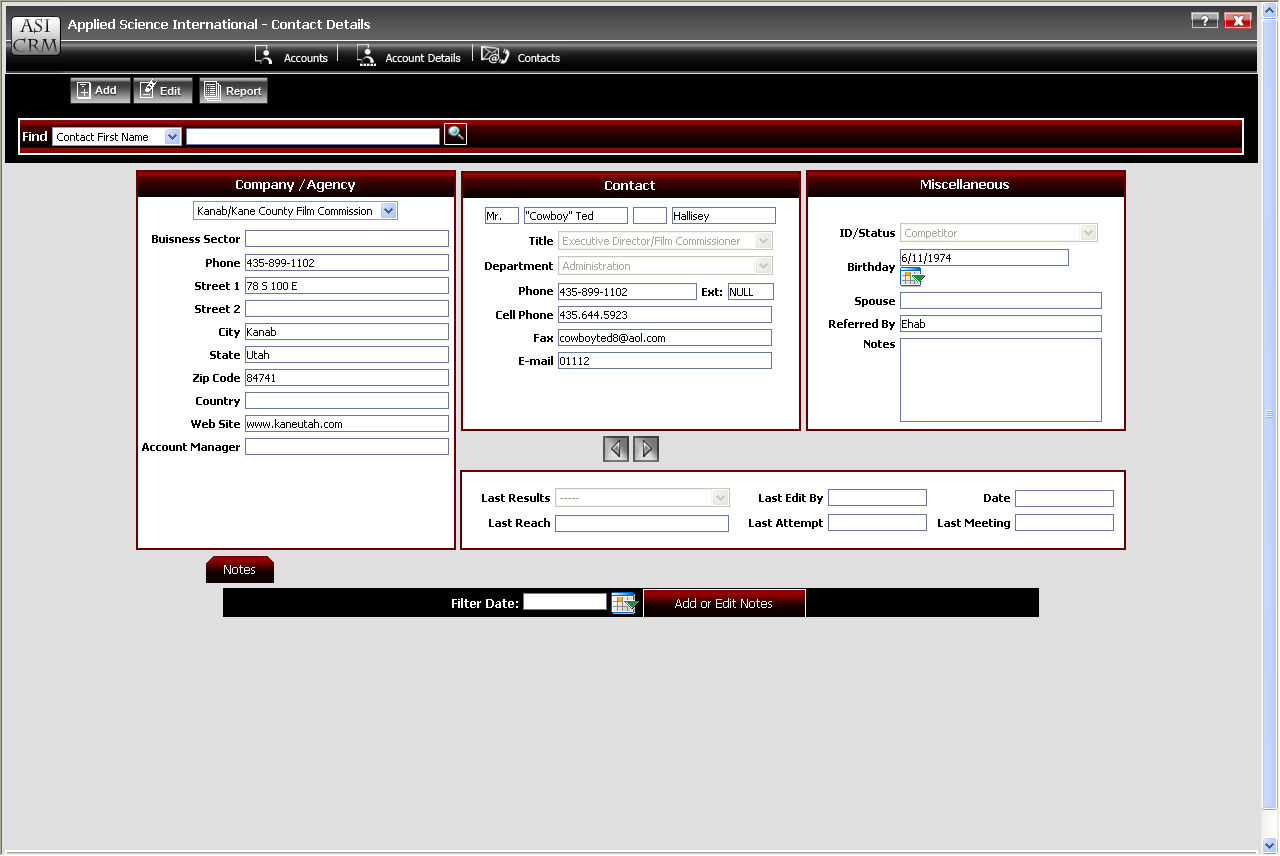 ASI
CRM
Applied Science International - Contact Details
?
X
Accounts
Account Details
Contacts
Add
Edit
Report
Find Contact First Name
Company /Agency
Kanab/Kane County Film Commission
Buisness Sector
Phone 435-899-1102
Street 1 78 S 100 E
Street 2
City Kanab
State Utah
Zip Code 84741
Country
Web Site www.kaneutah.com
Account Manager
Contact
Mr. "Cowboy" Ted Hallisey
Title Executive Director/Film Commissioner
Department Administration
Phone 435-899-1102 Ext: NULL
Cell Phone 435.644.5923
Fax cowboyted8@aol.com
E-mail 01112
Miscellaneous
ID/Status Competitor
Birthday 6/11/1974
Spouse
Referred By Ehab
Notes
Last Results ----- Last Edit By Date
Last Reach Last Attempt Last Meeting
Notes
Filter Date: Add or Edit Notes